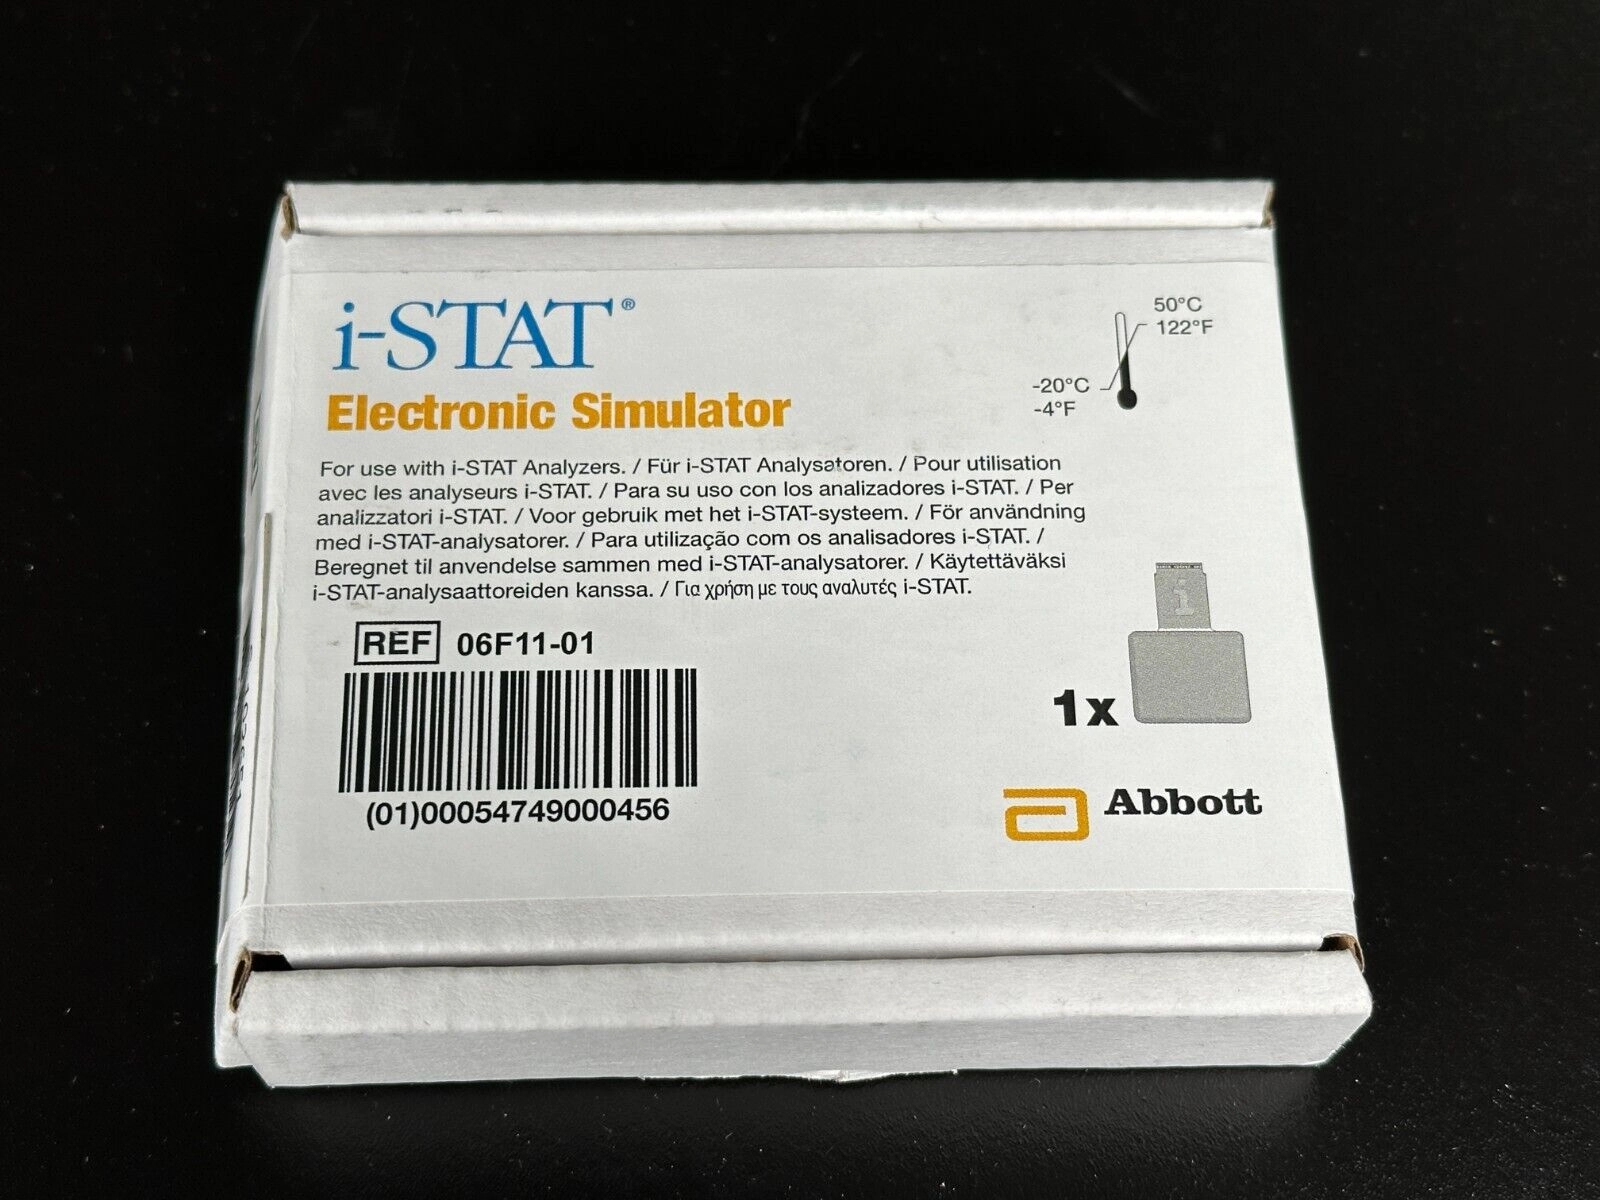 i-STAT®
Electronic Simulator
50°C
122°F
-20°C
-4°F
For use with i-STAT Analyzers. / Für i-STAT Analysatoren. / Pour utilisation
avec les analyseurs i-STAT. / Para su uso con los analizadores i-STAT. / Per
analizzatori i-STAT. / Voor gebruik met het i-STAT-systeem. / För användning
med i-STAT-analysatorer. / Para utilização com os analisadores i-STAT. /
Beregnet til anvendelse sammen med i-STAT-analysatorer. / Käytettäväksi
i-STAT-analysaattoreiden kanssa. / Για χρήση με τους αναλυτές i-STAT.
REF 06F11-01
(01)00054749000456
i
1x
a Abbott